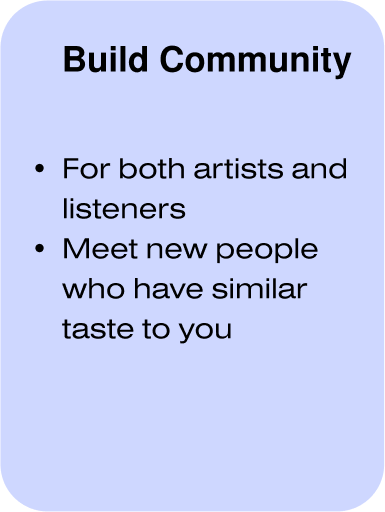 Build Community
• For both artists and
listeners
• Meet new people
who have similar
taste to you